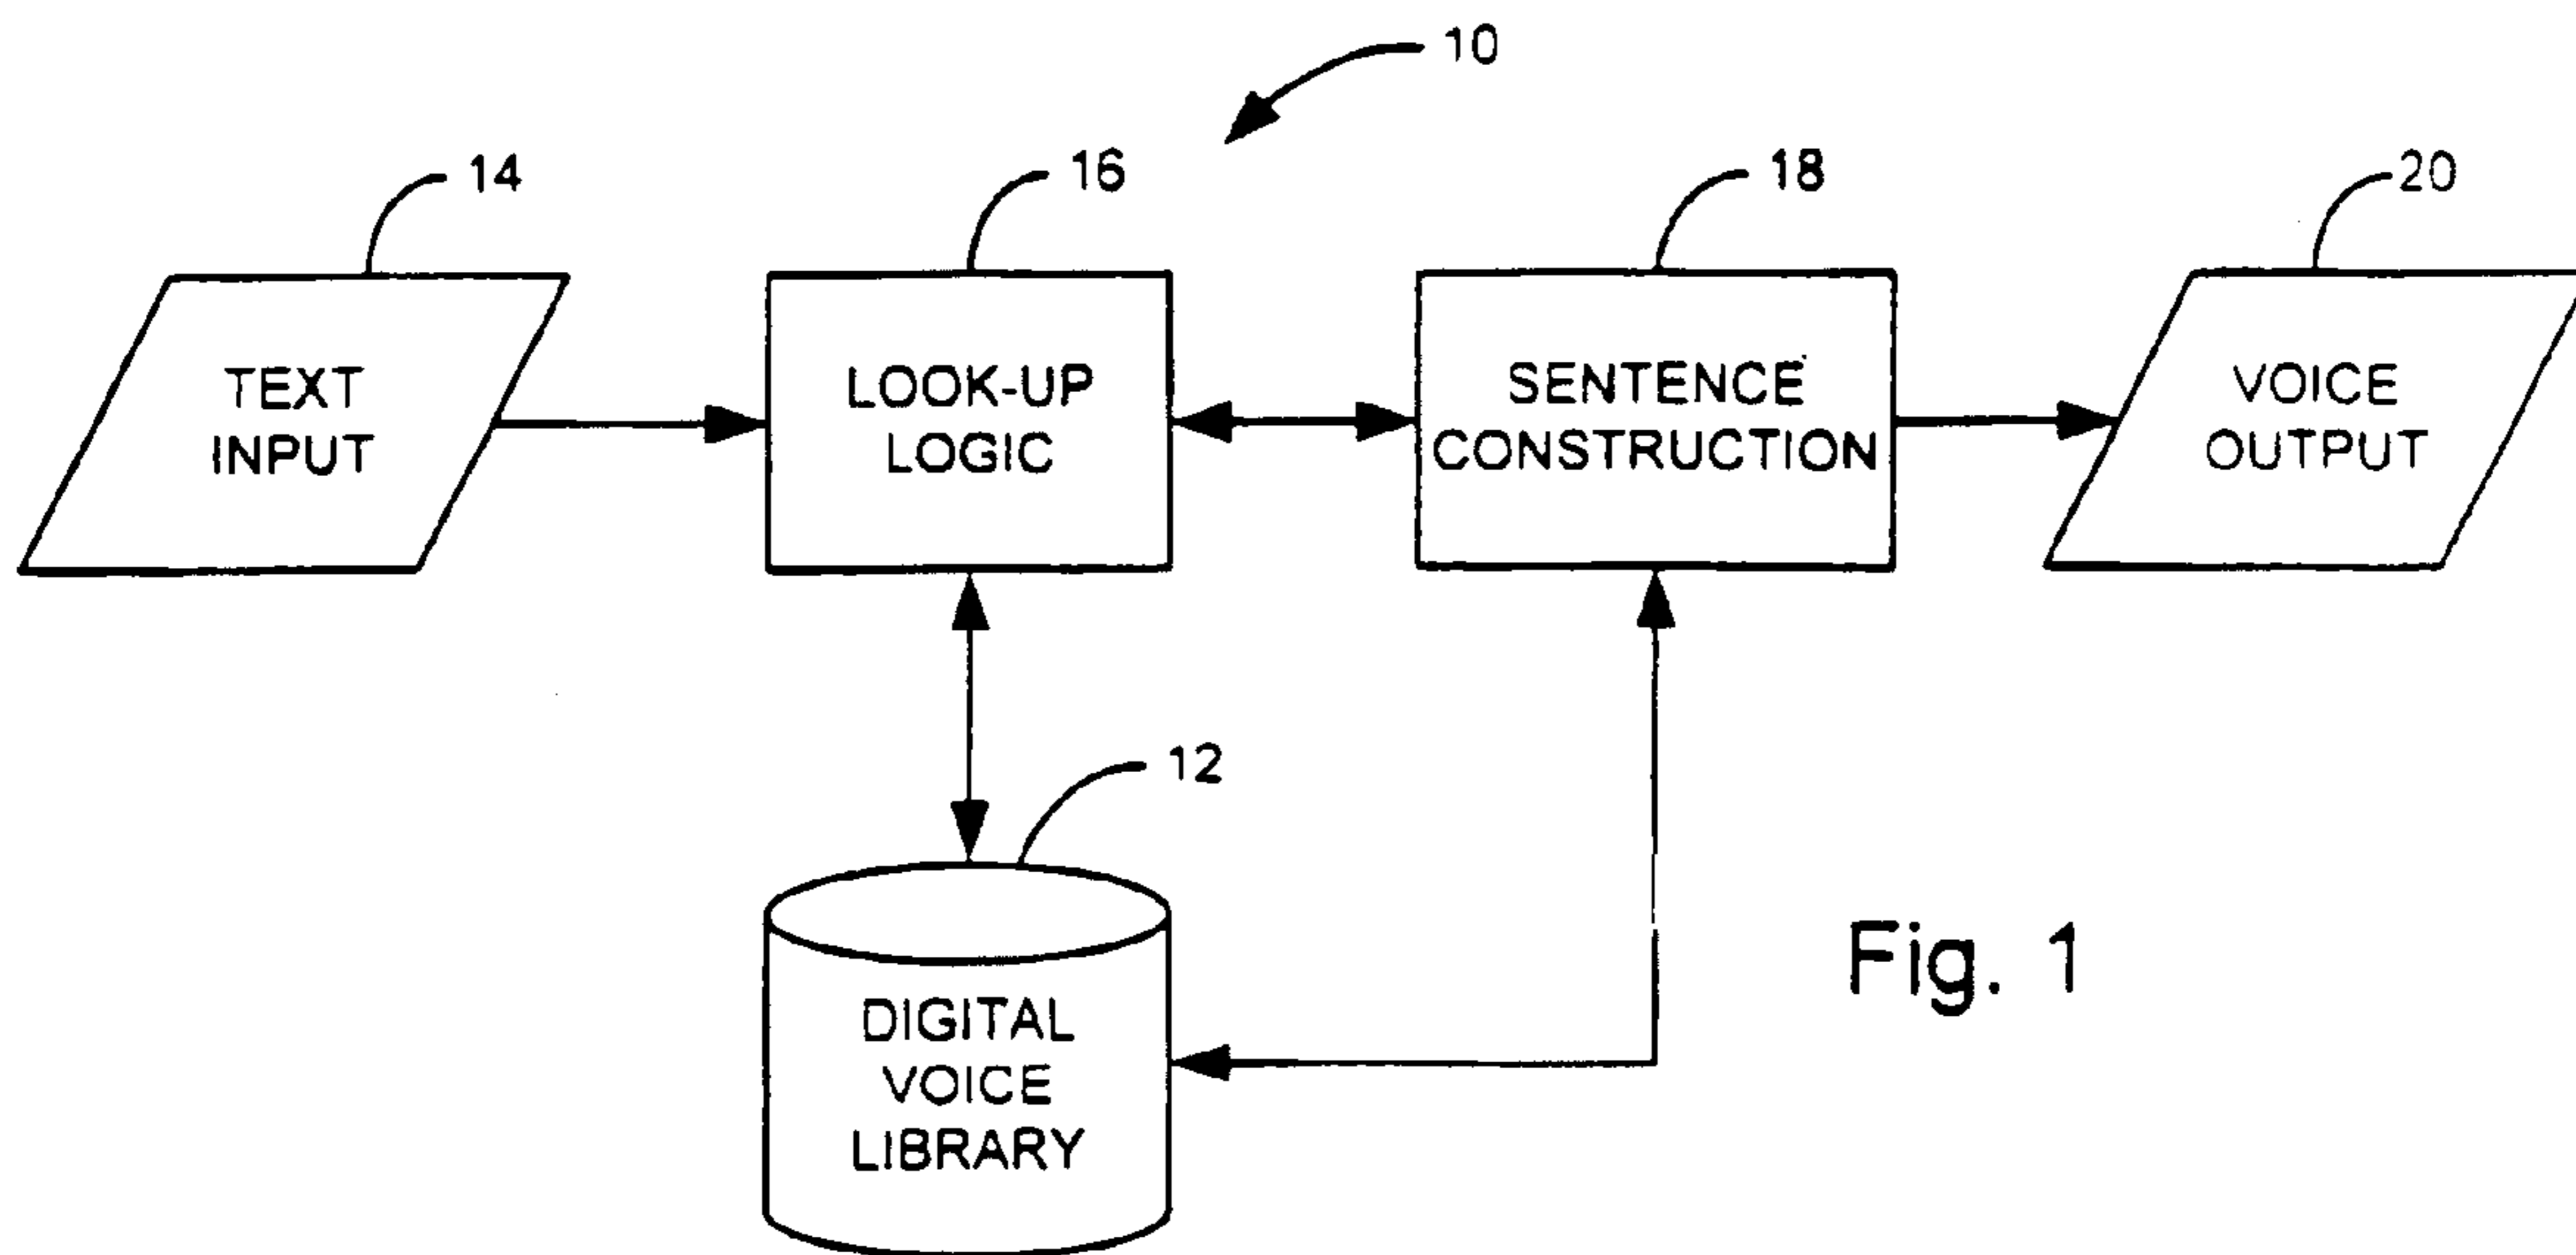 10
14
16
18
20
TEXT
INPUT
LOOK-UP
LOGIC
SENTENCE
CONSTRUCTION
VOICE
OUTPUT
12
DIGITAL
VOICE
LIBRARY
Fig. 1